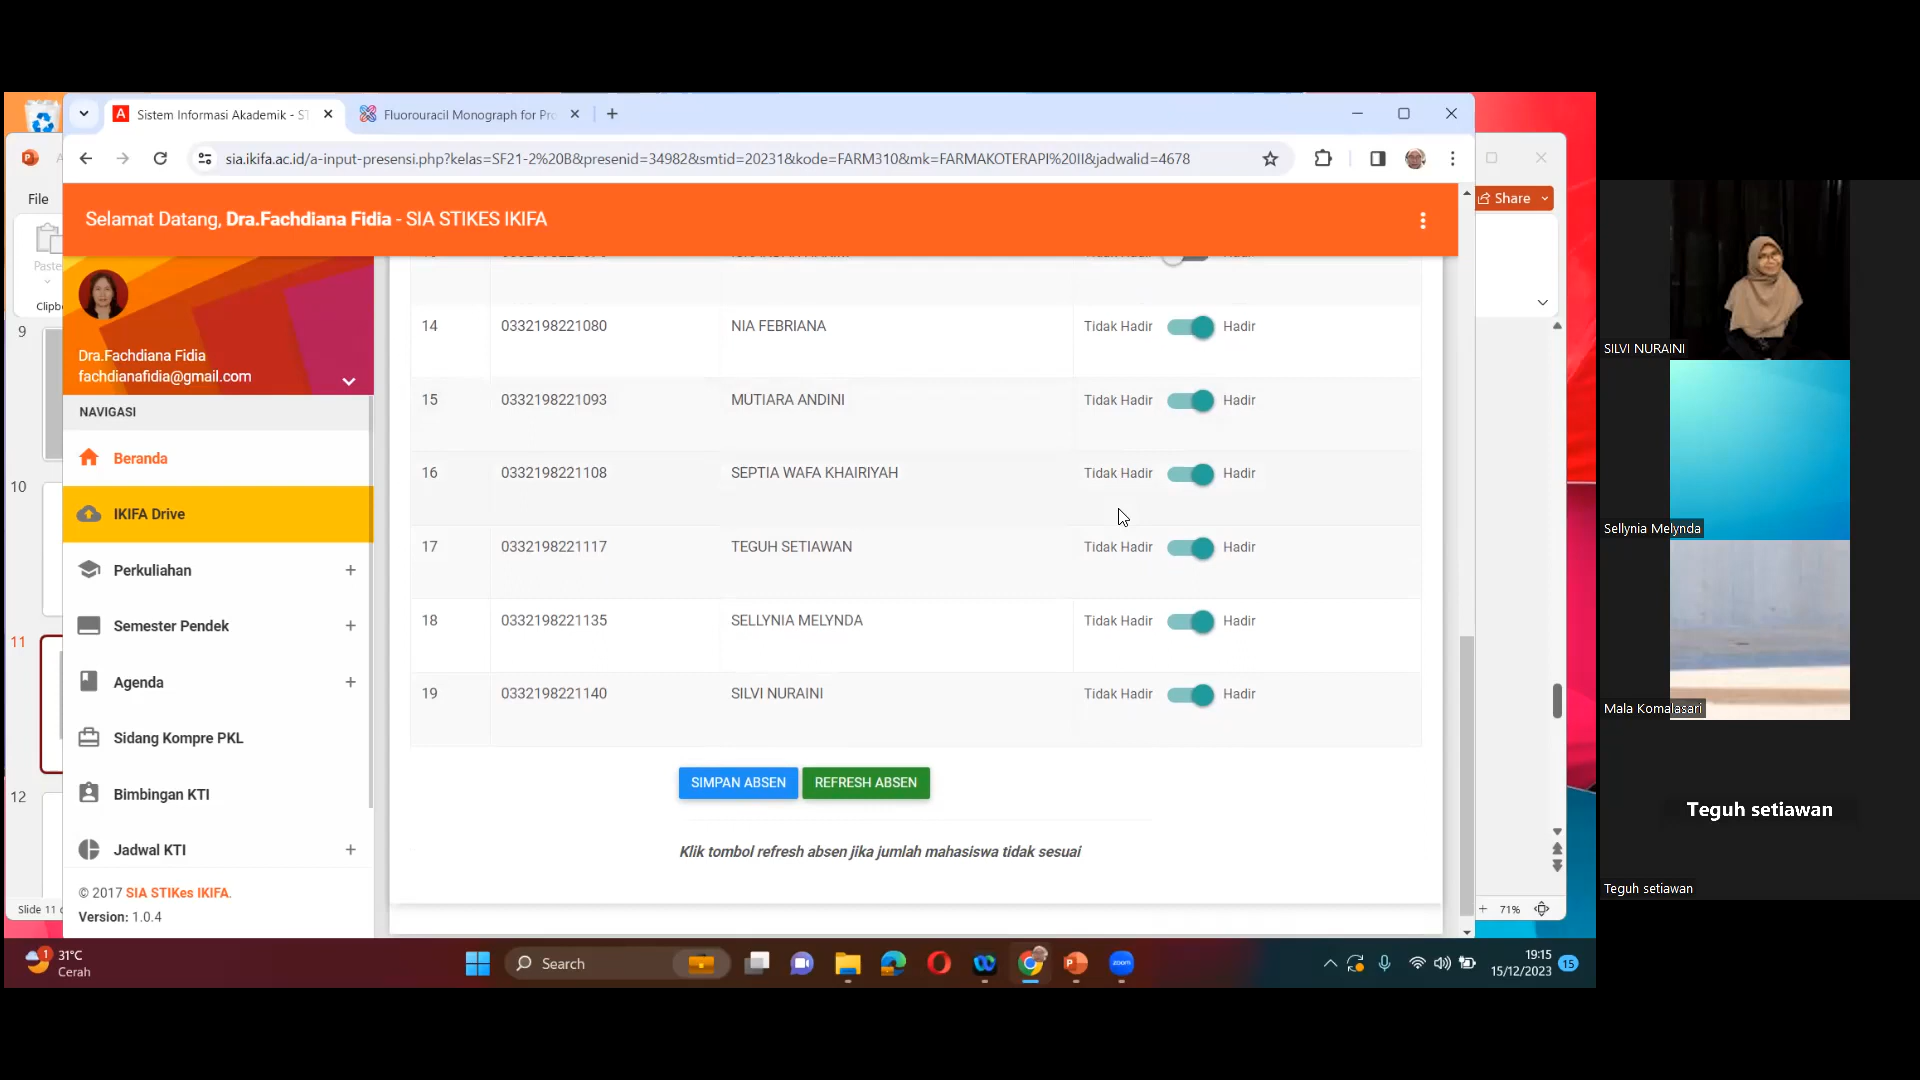 Sistem Informasi Akademik - ST
Fluorouracil Monograph for Pro
sia.ikifa.ac.id/a-input-presensi.php?kelas=SF21-2%20B&presenid=34982&smtid=20231&kode=FARM310&mk=FARMAKOTERAPI%20II&jadwalid=4678
File
Share
Paste
Clipb
Selamat Datang, Dra.Fachdiana Fidia - SIA STIKES IKIFA
Dra.Fachdiana Fidia
fachdianafidia@gmail.com
NAVIGASI
Beranda
IKIFA Drive
Perkuliahan +
Semester Pendek +
Agenda +
Sidang Kompre PKL
Bimbingan KTI
Jadwal KTI +
© 2017 SIA STIKes IKIFA.
Version: 1.0.4
14 0332198221080 NIA FEBRIANA Tidak Hadir Hadir
15 0332198221093 MUTIARA ANDINI Tidak Hadir Hadir
16 0332198221108 SEPTIA WAFA KHAIRIYAH Tidak Hadir Hadir
17 0332198221117 TEGUH SETIAWAN Tidak Hadir Hadir
18 0332198221135 SELLYNIA MELYNDA Tidak Hadir Hadir
19 0332198221140 SILVI NURAINI Tidak Hadir Hadir
SIMPAN ABSEN REFRESH ABSEN
Klik tombol refresh absen jika jumlah mahasiswa tidak sesuai
9
10
11
12
Slide 11
71%
31°C
Cerah
1
Search
zoom
19:15
15/12/2023
15
SILVI NURAINI
Sellynia Melynda
Mala Komalasari
Teguh setiawan
Teguh setiawan